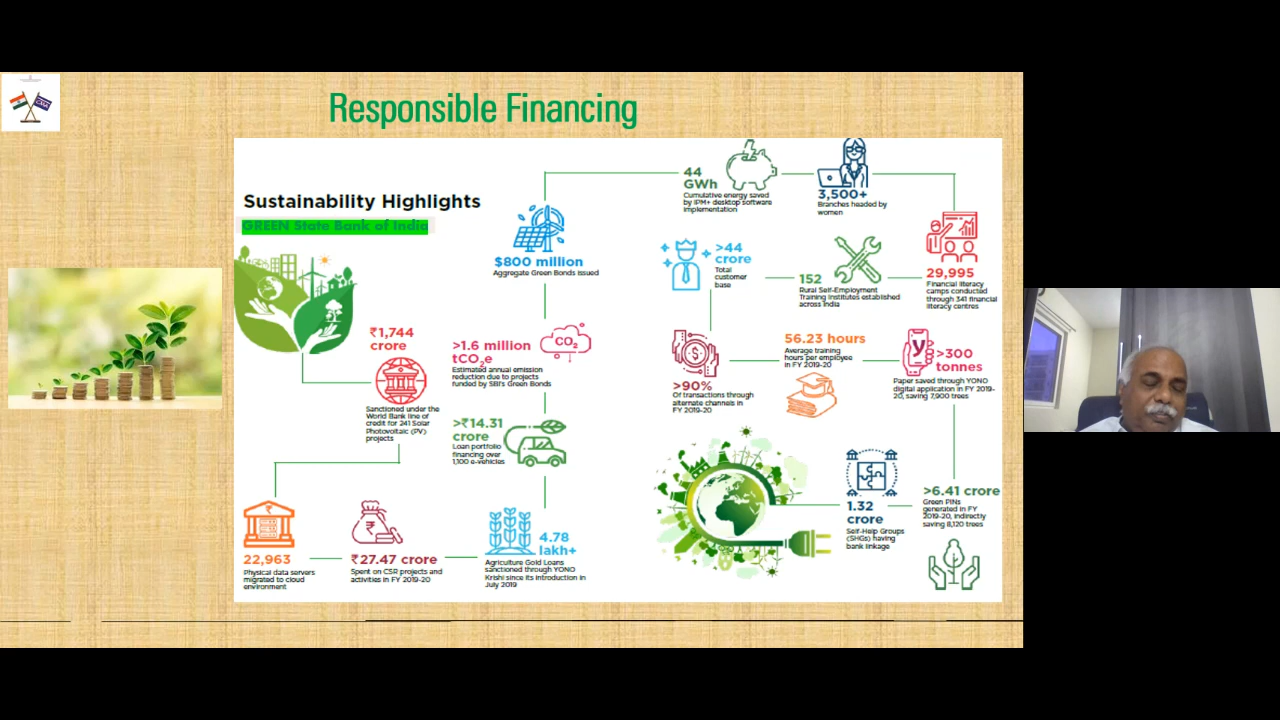 Responsible Financing
Sustainability Highlights
GREEN State Bank of India
₹1,744
crore
Sanctioned under the
World Bank line of
credit for 241 Solar
Photovoltaic (PV)
projects
22,963
Physical data servers
migrated to cloud
environment
₹27.47 crore
Spent on CSR projects and
activities in FY 2019-20
4.78
lakh+
Agriculture Gold Loans
sanctioned through YONO
Krishi since its introduction in
July 2019
>₹14.31
crore
Loan portfolio
financing over
1,100 e-vehicles
>1.6 million
tCO2e
Estimated annual emission
reduction due to projects
funded by SBI's Green Bonds
CO2
$800 million
Aggregate Green Bonds issued
44
GWh
Cumulative energy saved
by IPM+ desktop software
implementation
3,500+
Branches headed by
women
29,995
Financial literacy
camps conducted
through 341 financial
literacy centres
152
Rural Self-Employment
Training Institutes established
across India
>44
crore
Total
customer
base
>90%
Of transactions through
alternate channels in
FY 2019-20
56.23 hours
Average training
hours per employee
in FY 2019-20
>300
tonnes
Paper saved through YONO
digital application in FY 2019-
20, saving 7,900 trees
>6.41 crore
Green PINs
generated in FY
2019-20, indirectly
saving 8,120 trees
1.32
crore
Self-Help Groups
(SHGs) having
bank linkage